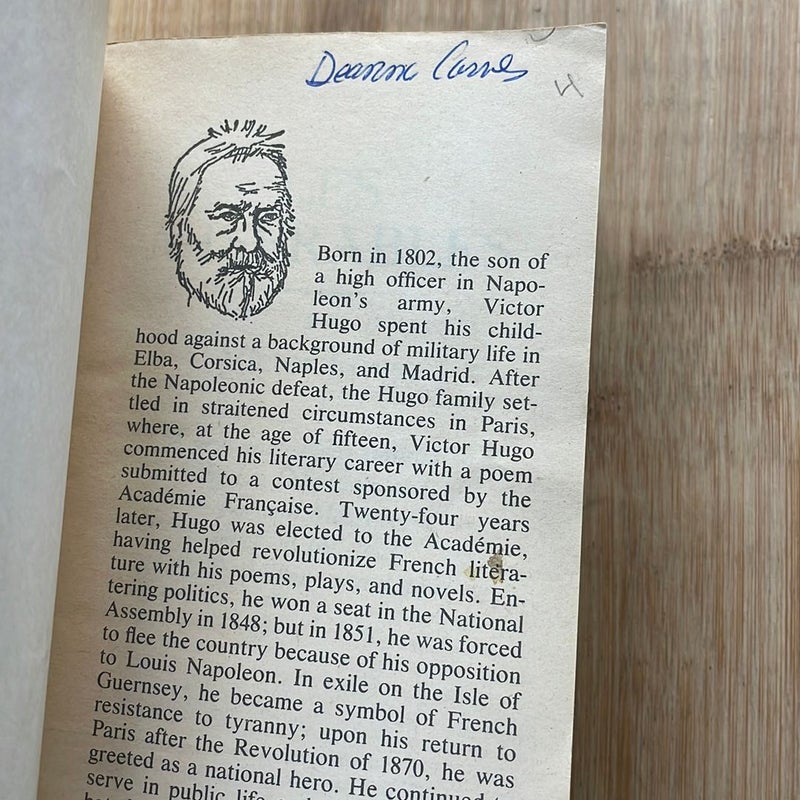 Deanne
4
Born in 1802, the son of
a high officer in Napo-
leon's army, Victor
Hugo spent his child-
hood against a background of military life in
Elba, Corsica, Naples, and Madrid. After
the Napoleonic defeat, the Hugo family set-
tled in straitened circumstances in Paris,
where, at the age of fifteen, Victor Hugo
commenced his literary career with a poem
submitted to a contest sponsored by the
Académie Française. Twenty-four years
later, Hugo was elected to the Académie,
having helped revolutionize French litera-
ture with his poems, plays, and novels. En-
tering politics, he won a seat in the National
Assembly in 1848; but in 1851, he was forced
to flee the country because of his opposition
to Louis Napoleon. In exile on the Isle of
Guernsey, he became a symbol of French
resistance to tyranny; upon his return to
Paris after the Revolution of 1870, he was
greeted as a national hero. He continued
serve in public life